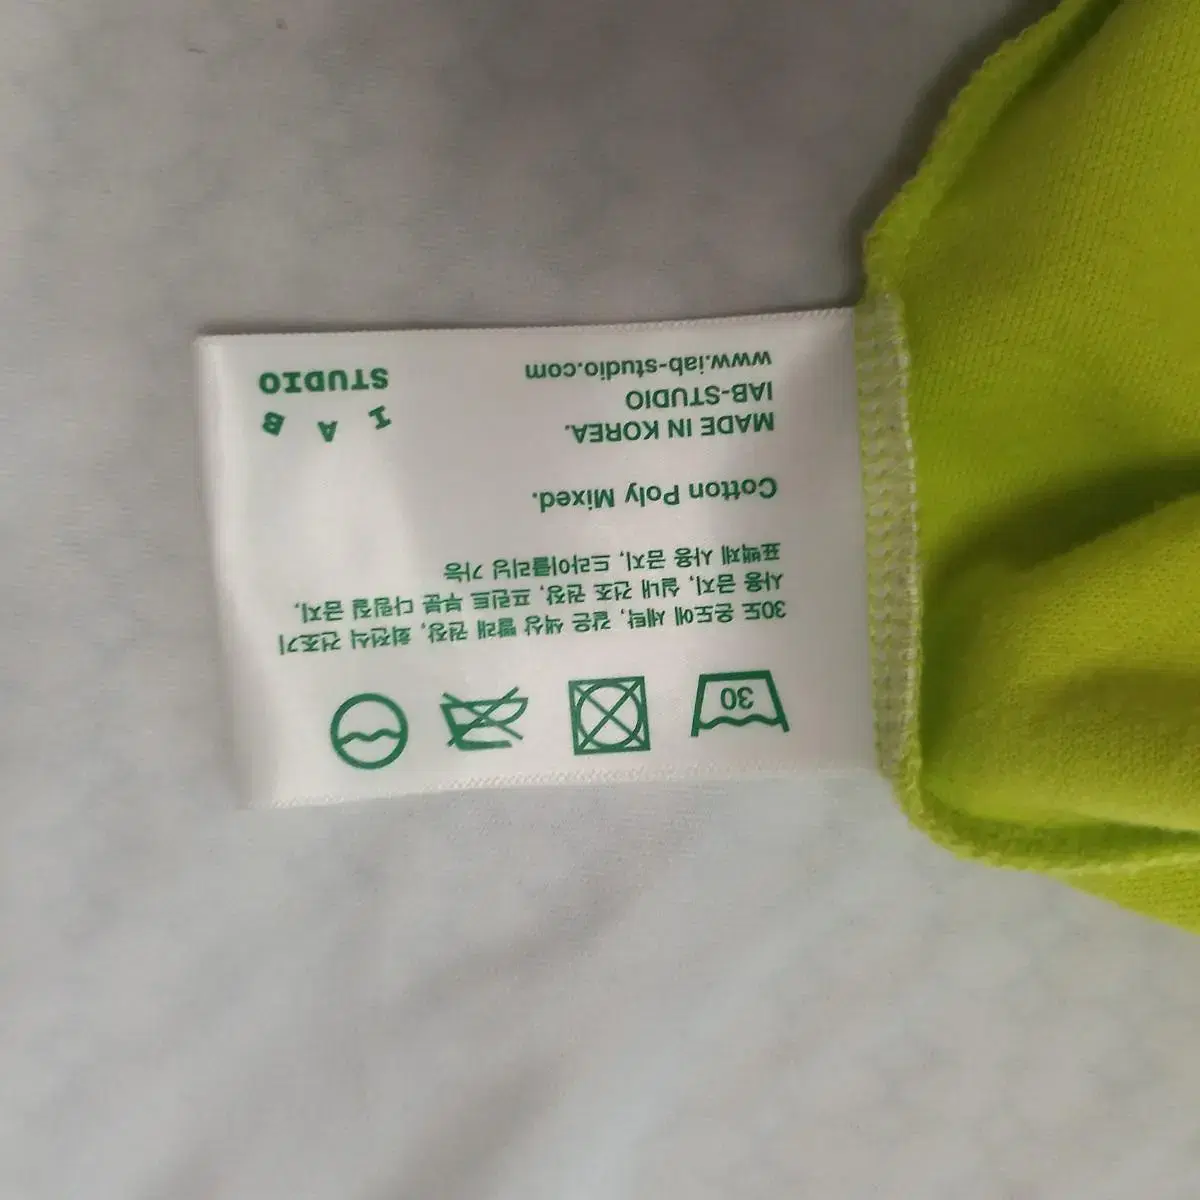 30
30도 온도에 세탁, 같은 색상 빨래 권장, 회전식 건조기
사용 금지, 실내 건조 권장, 프린트 부분 다림질 금지,
표백제 사용 금지, 드라이클리닝 가능
Cotton Poly Mixed.
MADE IN KOREA.
IAB-STUDIO
www.iab-studio.com
I A B
STUDIO